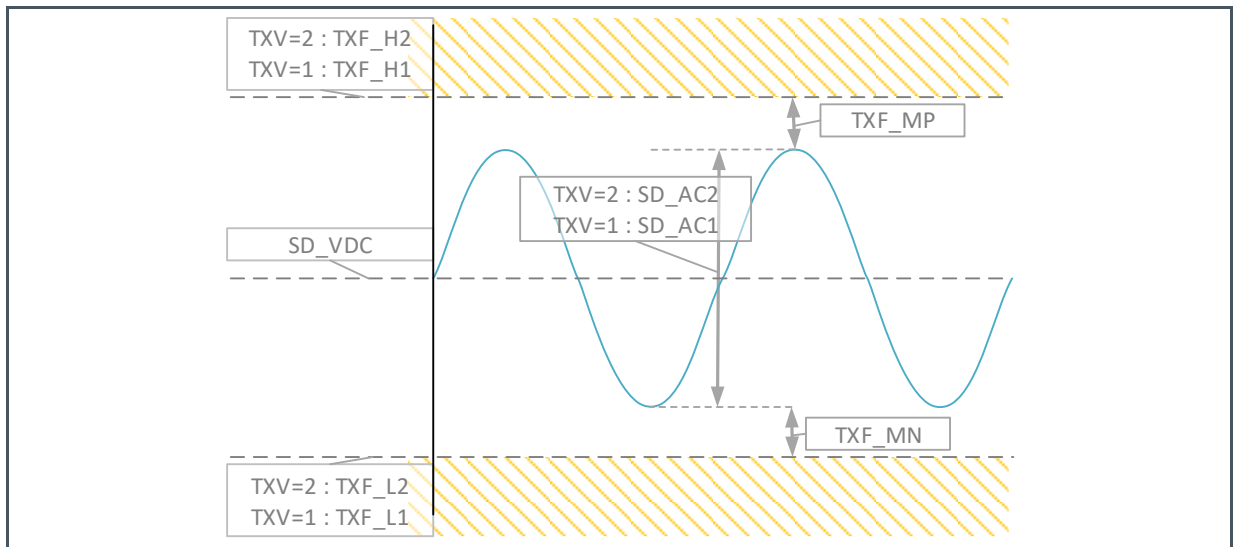 TXV=2 : TXF_H2
TXV=1 : TXF_H1
TXF_MP
TXV=2 : SD_AC2
TXV=1 : SD_AC1
SD_VDC
TXF_MN
TXV=2 : TXF_L2
TXV=1 : TXF_L1